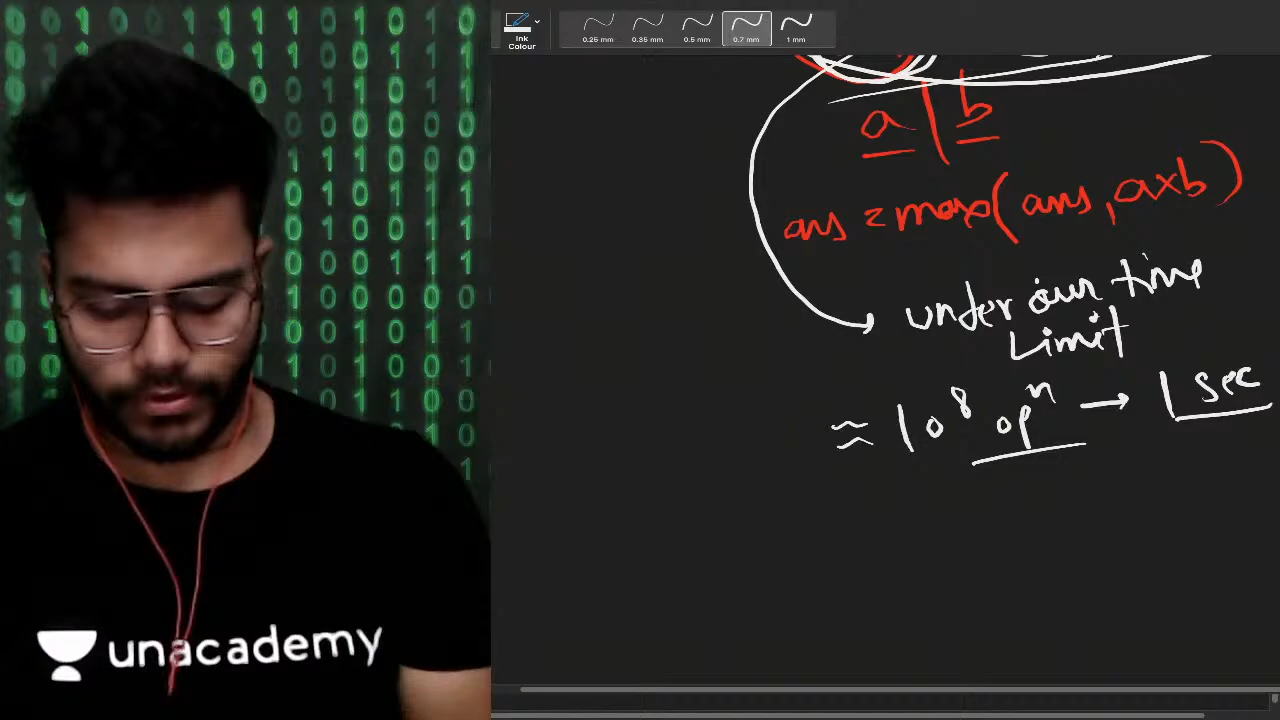 Ink
Colour
0.25 mm 0.35 mm 0.5 mm 0.7 mm 1 mm
a | b
ans = max(ans, a×b)
under our time
Limit
≈ 10⁸ opⁿ → 1 sec
unacademy